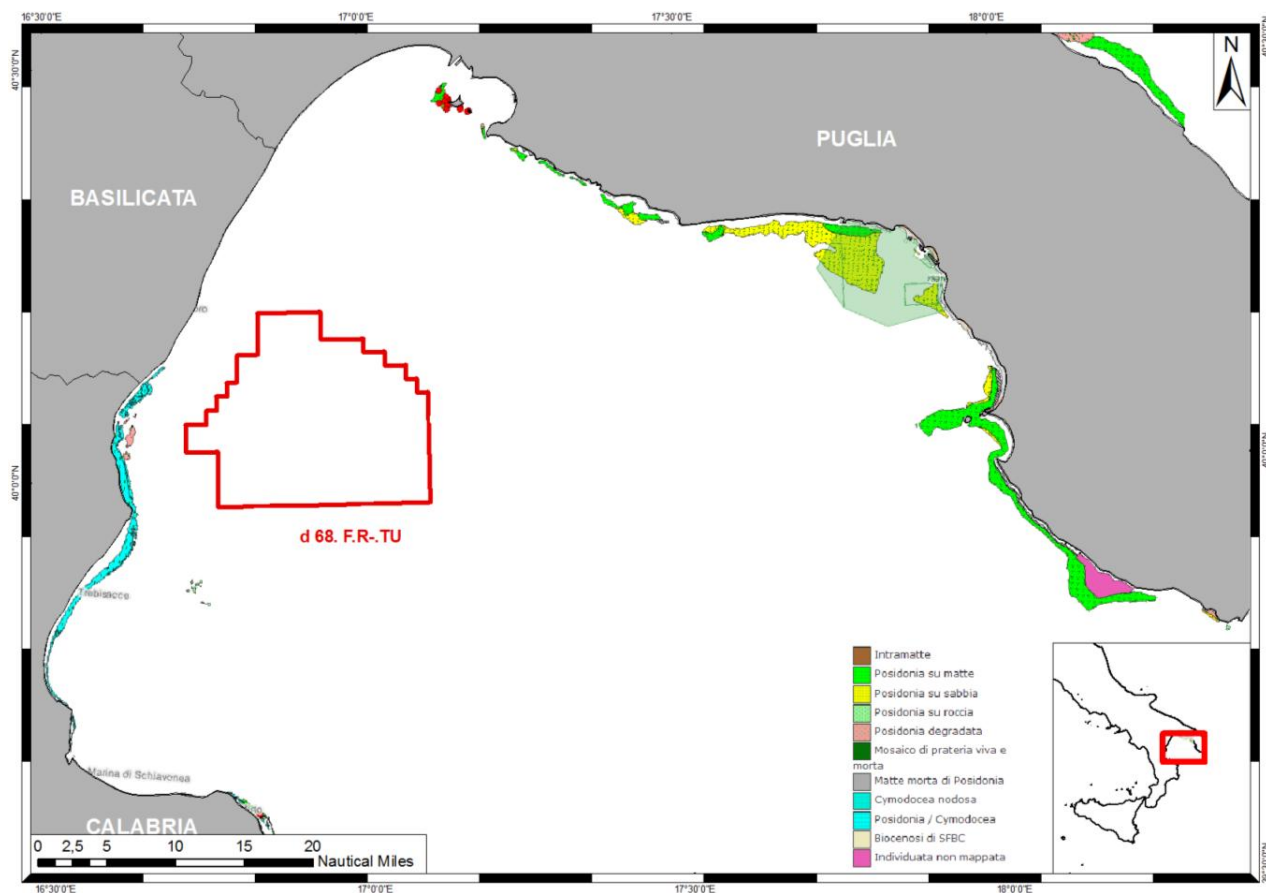 16°30'0"E
17°0'0"E
17°30'0"E
18°0'0"E
40°30'0"N
N
PUGLIA
BASILICATA
40°0'0"N
40°0'0"N
d 68. F.R-.TU
Trebisacce
Intramatte
Posidonia su matte
Posidonia su sabbia
Posidonia su roccia
Posidonia degradata
Mosaico di prateria viva e
morta
Matte morta di Posidonia
Cymodocea nodosa
Posidonia / Cymodocea
Biocenosi di SFBC
Individuata non mappata
Marina di Schiavonea
CALABRIA
0 2,5 5 10 15 20
Nautical Miles
16°30'0"E
17°0'0"E
17°30'0"E
18°0'0"E